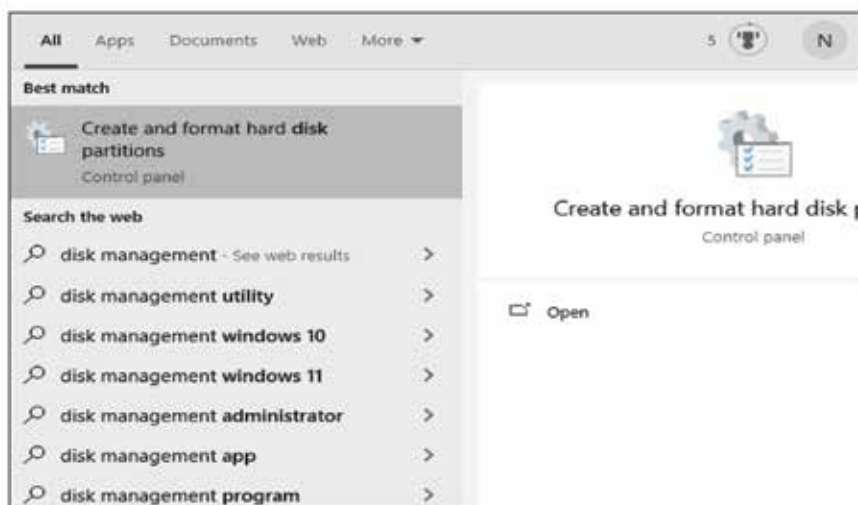 All Apps Documents Web More 5 N
Best match
Create and format hard disk
partitions
Control panel
Search the web
disk management - See web results
disk management utility
disk management windows 10
disk management windows 11
disk management administrator
disk management app
disk management program
Create and format hard disk p
Control panel
Open